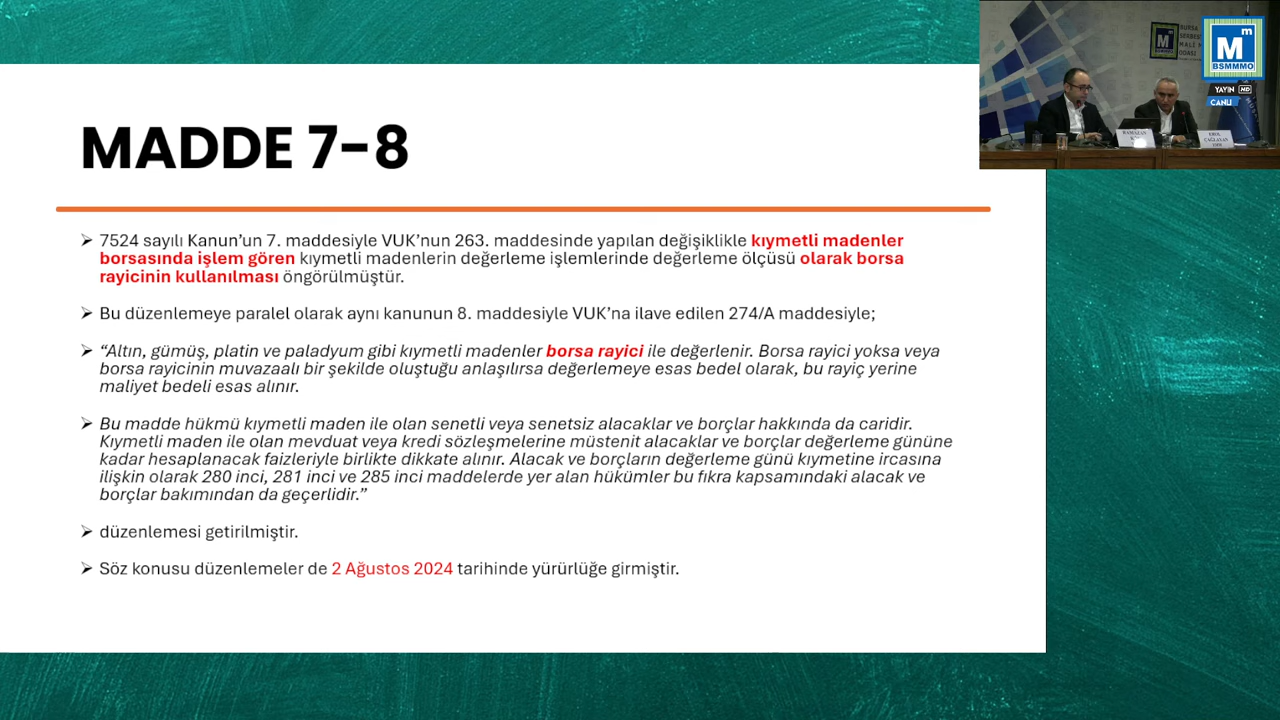 MADDE 7-8
➢ 7524 sayılı Kanun’un 7. maddesiyle VUK’nun 263. maddesinde yapılan değişiklikle kıymetli madenler
borsasında işlem gören kıymetli madenlerin değerleme işlemlerinde değerleme ölçüsü olarak borsa
rayicinin kullanılması öngörülmüştür.
➢ Bu düzenlemeye paralel olarak aynı kanunun 8. maddesiyle VUK’na ilave edilen 274/A maddesiyle;
➢ “Altın, gümüş, platin ve paladyum gibi kıymetli madenler borsa rayici ile değerlenir. Borsa rayici yoksa veya
borsa rayicinin muvazaalı bir şekilde oluştuğu anlaşılırsa değerlemeye esas bedel olarak, bu rayiç yerine
maliyet bedeli esas alınır.
➢ Bu madde hükmü kıymetli maden ile olan senetli veya senetsiz alacaklar ve borçlar hakkında da caridir.
Kıymetli maden ile olan mevduat veya kredi sözleşmelerine müstenit alacaklar ve borçlar değerleme gününe
kadar hesaplanacak faizleriyle birlikte dikkate alınır. Alacak ve borçların değerleme günü kıymetine ircasına
ilişkin olarak 280 inci, 281 inci ve 285 inci maddelerde yer alan hükümler bu fıkra kapsamındaki alacak ve
borçlar bakımından da geçerlidir.”
➢ düzenlemesi getirilmiştir.
➢ Söz konusu düzenlemeler de 2 Ağustos 2024 tarihinde yürürlüğe girmiştir.
M m
BSMMMO
YAYIN HD
CANLI
BURSA
SERBEST
EROL
ÇAĞLAYAN